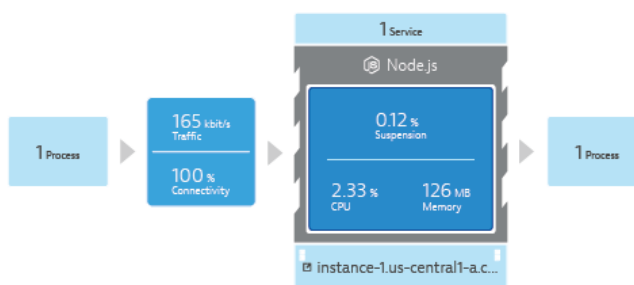 1 Service
Node.js
165 kbit/s
Traffic
0.12 %
Suspension
1 Process
1 Process
100 %
Connectivity
2.33 %
CPU
126 MB
Memory
instance-1.us-central1-a.c...